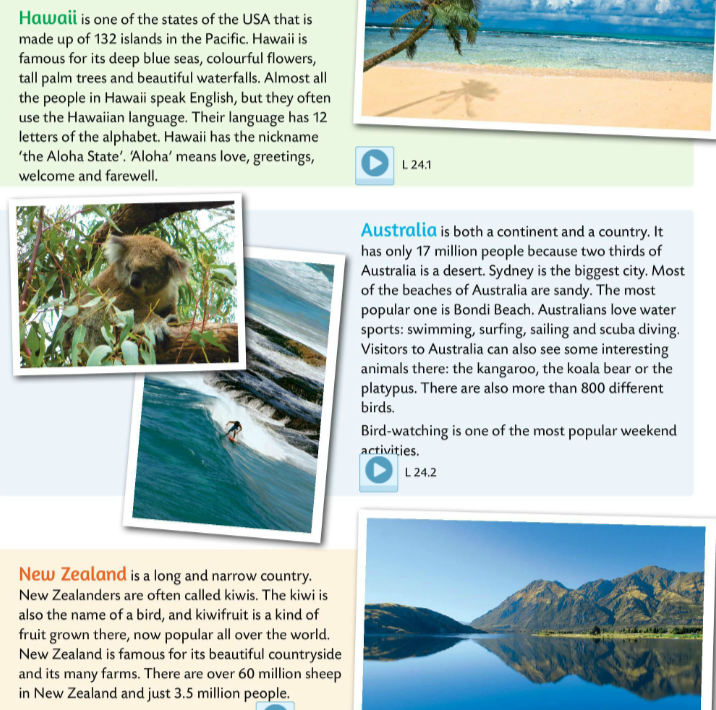 Hawaii is one of the states of the USA that is
made up of 132 islands in the Pacific. Hawaii is
famous for its deep blue seas, colourful flowers,
tall palm trees and beautiful waterfalls. Almost all
the people in Hawaii speak English, but they often
use the Hawaiian language. Their language has 12
letters of the alphabet. Hawaii has the nickname
‘the Aloha State’. ‘Aloha’ means love, greetings,
welcome and farewell.
L 24.1
Australia is both a continent and a country. It
has only 17 million people because two thirds of
Australia is a desert. Sydney is the biggest city. Most
of the beaches of Australia are sandy. The most
popular one is Bondi Beach. Australians love water
sports: swimming, surfing, sailing and scuba diving.
Visitors to Australia can also see some interesting
animals there: the kangaroo, the koala bear or the
platypus. There are also more than 800 different
birds.
Bird-watching is one of the most popular weekend
activities.
L 24.2
New Zealand is a long and narrow country.
New Zealanders are often called kiwis. The kiwi is
also the name of a bird, and kiwifruit is a kind of
fruit grown there, now popular all over the world.
New Zealand is famous for its beautiful countryside
and its many farms. There are over 60 million sheep
in New Zealand and just 3.5 million people.